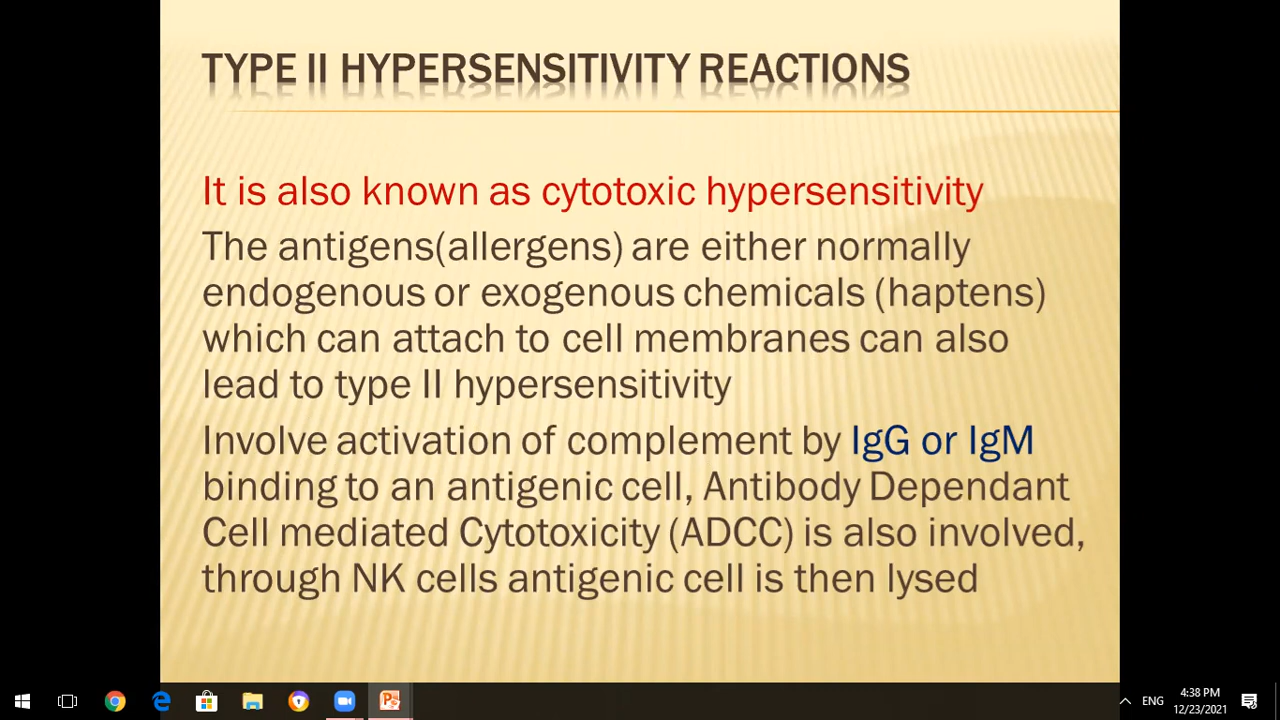 TYPE II HYPERSENSITIVITY REACTIONS
It is also known as cytotoxic hypersensitivity
The antigens(allergens) are either normally
endogenous or exogenous chemicals (haptens)
which can attach to cell membranes can also
lead to type II hypersensitivity
Involve activation of complement by IgG or IgM
binding to an antigenic cell, Antibody Dependant
Cell mediated Cytotoxicity (ADCC) is also involved,
through NK cells antigenic cell is then lysed
ENG
4:38 PM
12/23/2021